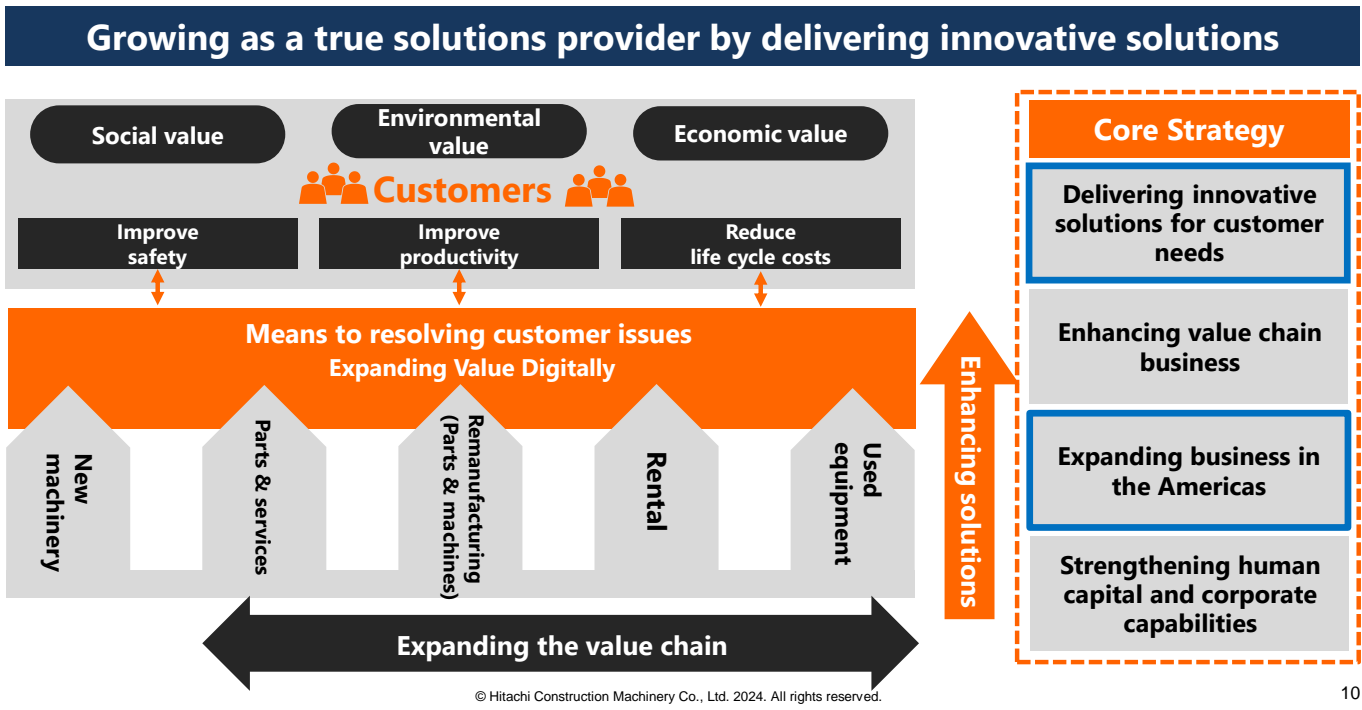 Growing as a true solutions provider by delivering innovative solutions
Social value
Environmental
value
Economic value
Customers
Improve
safety
Improve
productivity
Reduce
life cycle costs
Means to resolving customer issues
Expanding Value Digitally
New
machinery
Parts & services
Remanufacturing
(Parts & machines)
Rental
Used
equipment
Expanding the value chain
Enhancing solutions
Core Strategy
Delivering innovative
solutions for customer
needs
Enhancing value chain
business
Expanding business in
the Americas
Strengthening human
capital and corporate
capabilities
© Hitachi Construction Machinery Co., Ltd. 2024. All rights reserved.
10